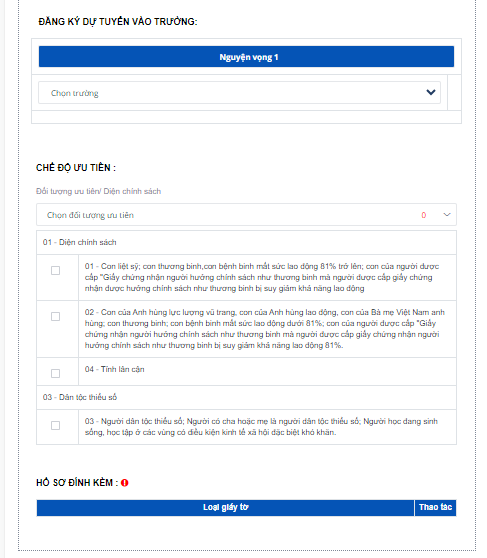 ĐĂNG KÝ DỰ TUYỂN VÀO TRƯỜNG:
Nguyện vọng 1
Chọn trường
CHẾ ĐỘ ƯU TIÊN :
Đối tượng ưu tiên/ Diện chính sách
Chọn đối tượng ưu tiên 0
01 - Diện chính sách
01 - Con liệt sỹ; con thương binh,con bệnh binh mất sức lao động 81% trở lên; con của người được
cấp "Giấy chứng nhận người hưởng chính sách như thương binh mà người được cấp giấy chứng
nhận được hưởng chính sách như thương binh bị suy giảm khả năng lao động
02 - Con của Anh hùng lực lượng vũ trang, con của Anh hùng lao động, con của Bà mẹ Việt Nam anh
hùng; con thương binh; con bệnh binh mất sức lao động dưới 81%; con của người được cấp "Giấy
chứng nhận người hưởng chính sách như thương binh mà người được cấp giấy chứng nhận người
hưởng chính sách như thương binh bị suy giảm khả năng lao động 81%.
04 - Tỉnh lân cận
03 - Dân tộc thiểu số
03 - Người dân tộc thiểu số; Người có cha hoặc mẹ là người dân tộc thiểu số; Người học đang sinh
sống, học tập ở các vùng có điều kiện kinh tế xã hội đặc biệt khó khăn.
HỒ SƠ ĐÍNH KÈM :
Loại giấy tờ Thao tác